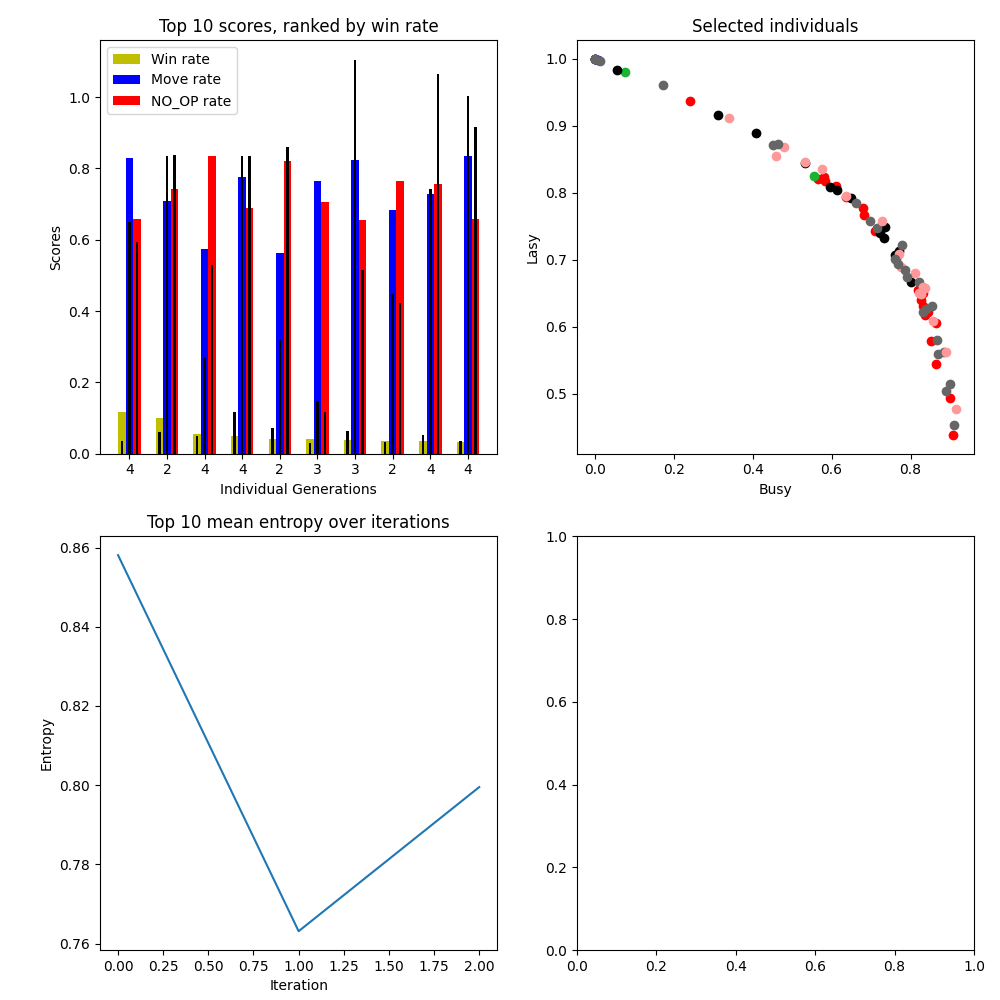 Top 10 scores, ranked by win rate
Win rate
Move rate
NO_OP rate
Scores
1.0
0.8
0.6
0.4
0.2
0.0
4 2 4 4 2 3 3 2 4 4
Individual Generations
Selected individuals
Lasy
1.0
0.9
0.8
0.7
0.6
0.5
0.0 0.2 0.4 0.6 0.8
Busy
Top 10 mean entropy over iterations
Entropy
0.86
0.84
0.82
0.80
0.78
0.76
0.00 0.25 0.50 0.75 1.00 1.25 1.50 1.75 2.00
Iteration
1.0
0.8
0.6
0.4
0.2
0.0
0.0 0.2 0.4 0.6 0.8 1.0